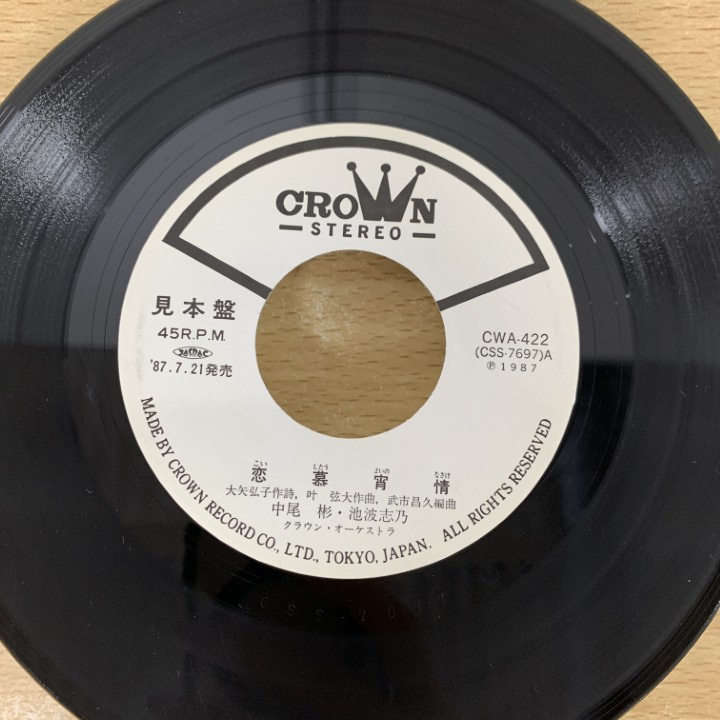 CROWN
STEREO
見本盤
45R.P.M.
'87.7.21発売
CWA-422
(CSS-7697)A
Ⓟ1987
こい したう よいの なさけ
恋 慕 宵 情
大矢弘子作詩, 叶 弦大作曲, 武市昌久編曲
中尾 彬・池波志乃
クラウン・オーケストラ
MADE BY CROWN RECORD CO., LTD., TOKYO, JAPAN. ALL RIGHTS RESERVED